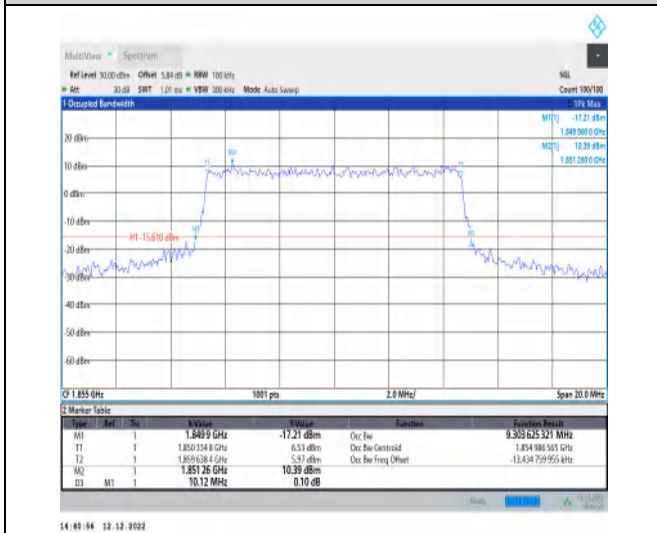 MultiView Spectrum
Ref Level 30.00 dBm Offset 5.84 dB RBW 100 kHz SGL
Att 30 dB SWT 1.01 ms VBW 300 kHz Mode Auto Sweep Count 100/100
1 Occupied Bandwidth 1Pk Max
M1[1] -17.21 dBm
1.849 900 0 GHz
M2[1] 10.39 dBm
1.851 260 0 GHz
20 dBm
10 dBm
0 dBm
-10 dBm
H1 -15.610 dBm
-20 dBm
-30 dBm
-40 dBm
-50 dBm
-60 dBm
T1
CF 1.855 GHz 1001 pts 2.0 MHz/ Span 20.0 MHz
2 Marker Table
Type Ref Trc X-Value Y-Value Function Function Result
M1 1 1.849 9 GHz -17.21 dBm Occ Bw 9.303 625 321 MHz
T1 1 1.850 334 8 GHz 6.53 dBm Occ Bw Centroid 1.854 986 565 GHz
T2 1 1.859 638 4 GHz 5.97 dBm Occ Bw Freq Offset -13.434 759 955 kHz
M2 1 1.851 26 GHz 10.39 dBm
D3 M1 1 10.12 MHz 0.10 dB
Ready
14:40:56 12.12.2022